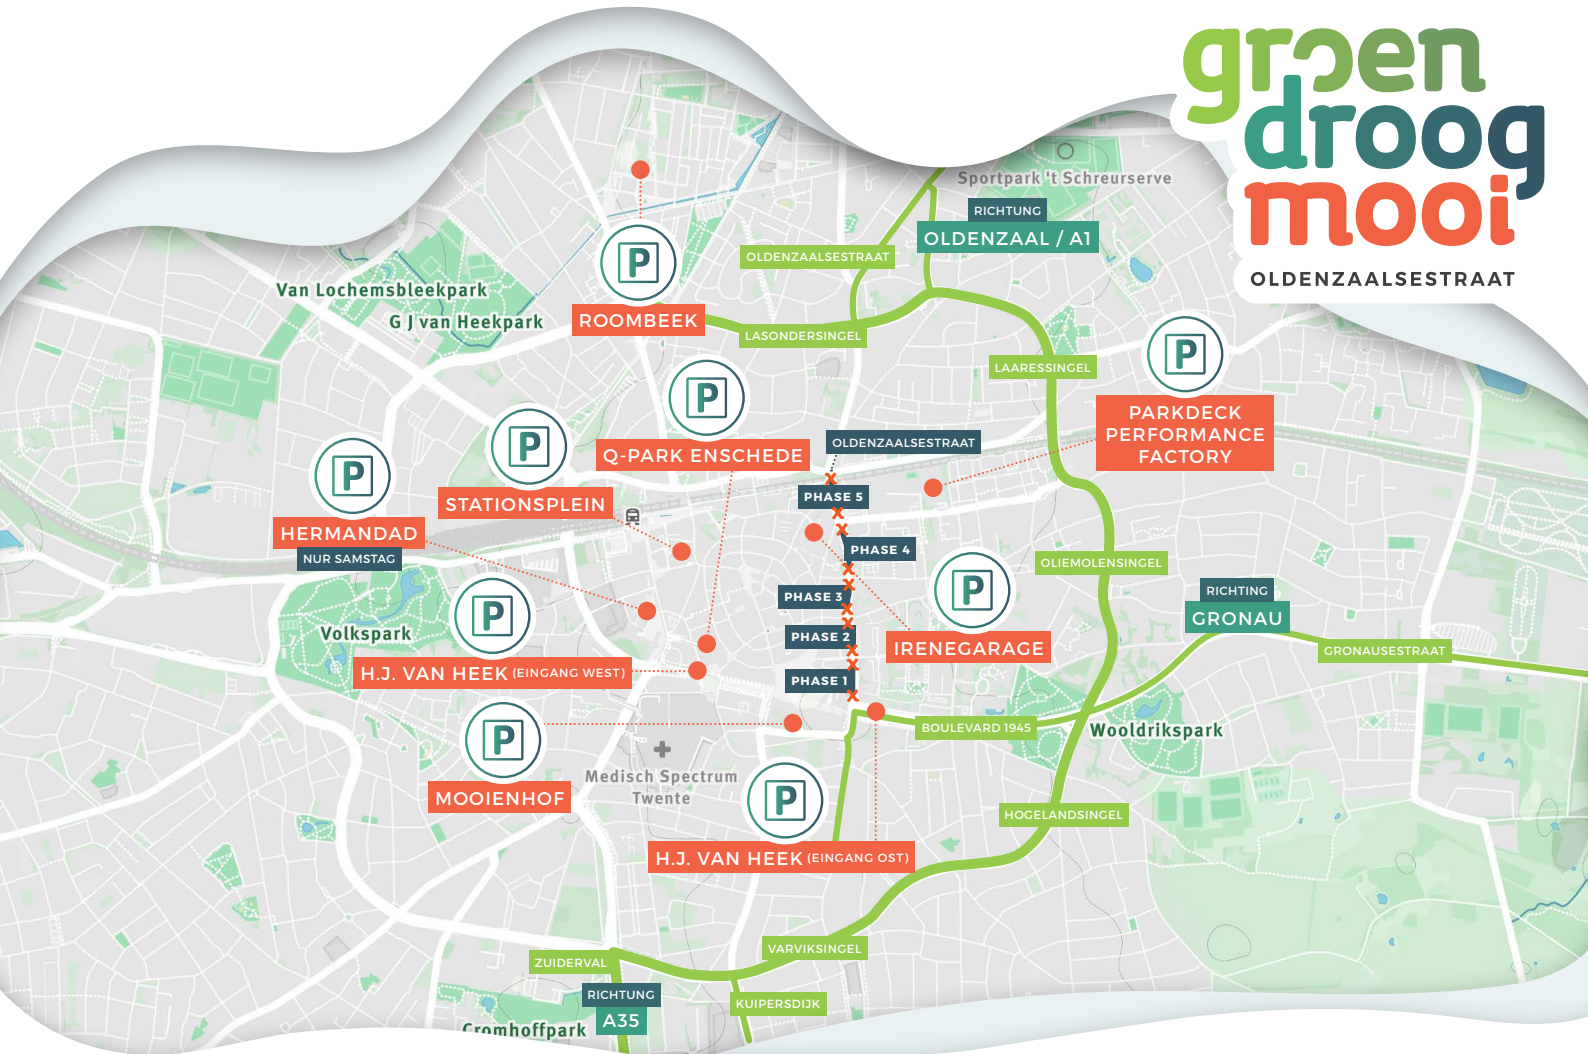 groen
droog
mooi
OLDENZAALSESTRAAT
Sportpark 't Schreurserve
RICHTUNG
OLDENZAAL / A1
OLDENZAALSESTRAAT
P
Van Lochemsbleekpark
G J van Heekpark
ROOMBEEK
LASONDERSINGEL
LAARESSINGEL
P
PARKDECK
PERFORMANCE
FACTORY
P
Q-PARK ENSCHEDE
OLDENZAALSESTRAAT
P
STATIONSPLEIN
P
HERMANDAD
NUR SAMSTAG
PHASE 5
PHASE 4
PHASE 3
PHASE 2
PHASE 1
OLIEMOLENSINGEL
P
IRENEGARAGE
RICHTING
GRONAU
GRONAUSESTRAAT
Volkspark
P
H.J. VAN HEEK (EINGANG WEST)
BOULEVARD 1945
Wooldrikspark
P
MOOIENHOF
Medisch Spectrum
Twente
P
H.J. VAN HEEK (EINGANG OST)
HOGELANDSINGEL
VARVIKSINGEL
ZUIDERVAL
RICHTUNG
A35
KUIPERSDIJK
Cromhoffpark